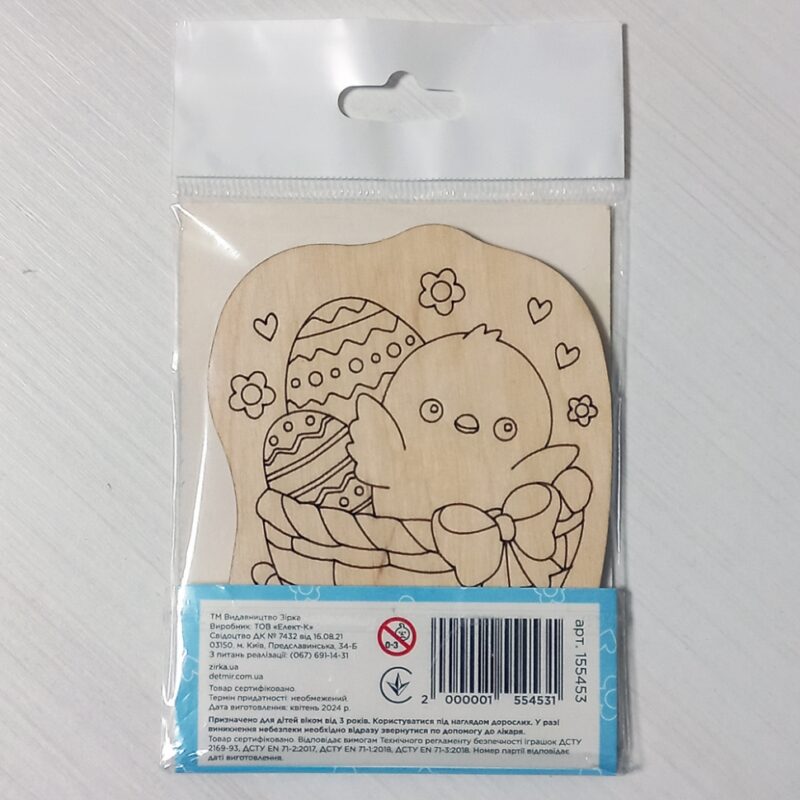 ТМ Видавництво Зірка
Виробник: ТОВ «Елект-К»
Свідоцтво ДК № 7432 від 16.08.21
03150, м. Київ, Предславинська, 34-Б
З питань реалізації: (067) 691-14-31
zirka.ua
detmir.com.ua
Товар сертифіковано.
Термін придатності: необмежений.
Дата виготовлення: квітень 2024 р.
0-3
2 000001 554531
арт. 155453
Призначено для дітей віком від 3 років. Користуватися під наглядом дорослих. У разі
виникнення небезпеки необхідно відразу звернутися по допомогу до лікаря.
Товар сертифіковано. Відповідає вимогам Технічного регламенту безпечності іграшок ДСТУ
2169-93, ДСТУ EN 71-2:2017, ДСТУ EN 71-1:2018, ДСТУ EN 71-3:2018. Номер партії відповідає
даті виготовлення.